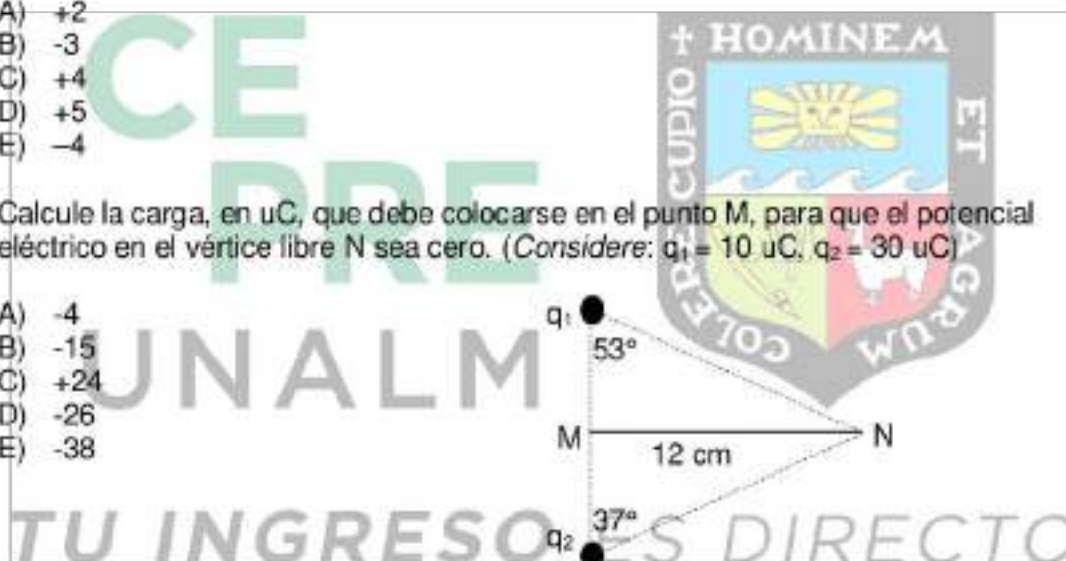 A) +2
B) -3
C) +4
D) +5
E) –4
CE
PRE
UNALM
† HOMINEM
COLERE CUPIO
ET AGRUM
Calcule la carga, en uC, que debe colocarse en el punto M, para que el potencial
eléctrico en el vértice libre N sea cero. (Considere: q₁ = 10 uC, q₂ = 30 uC)
A) -4
B) -15
C) +24
D) -26
E) -38
q₁
53°
M
12 cm
N
37°
q₂
TU INGRESO ES DIRECTO